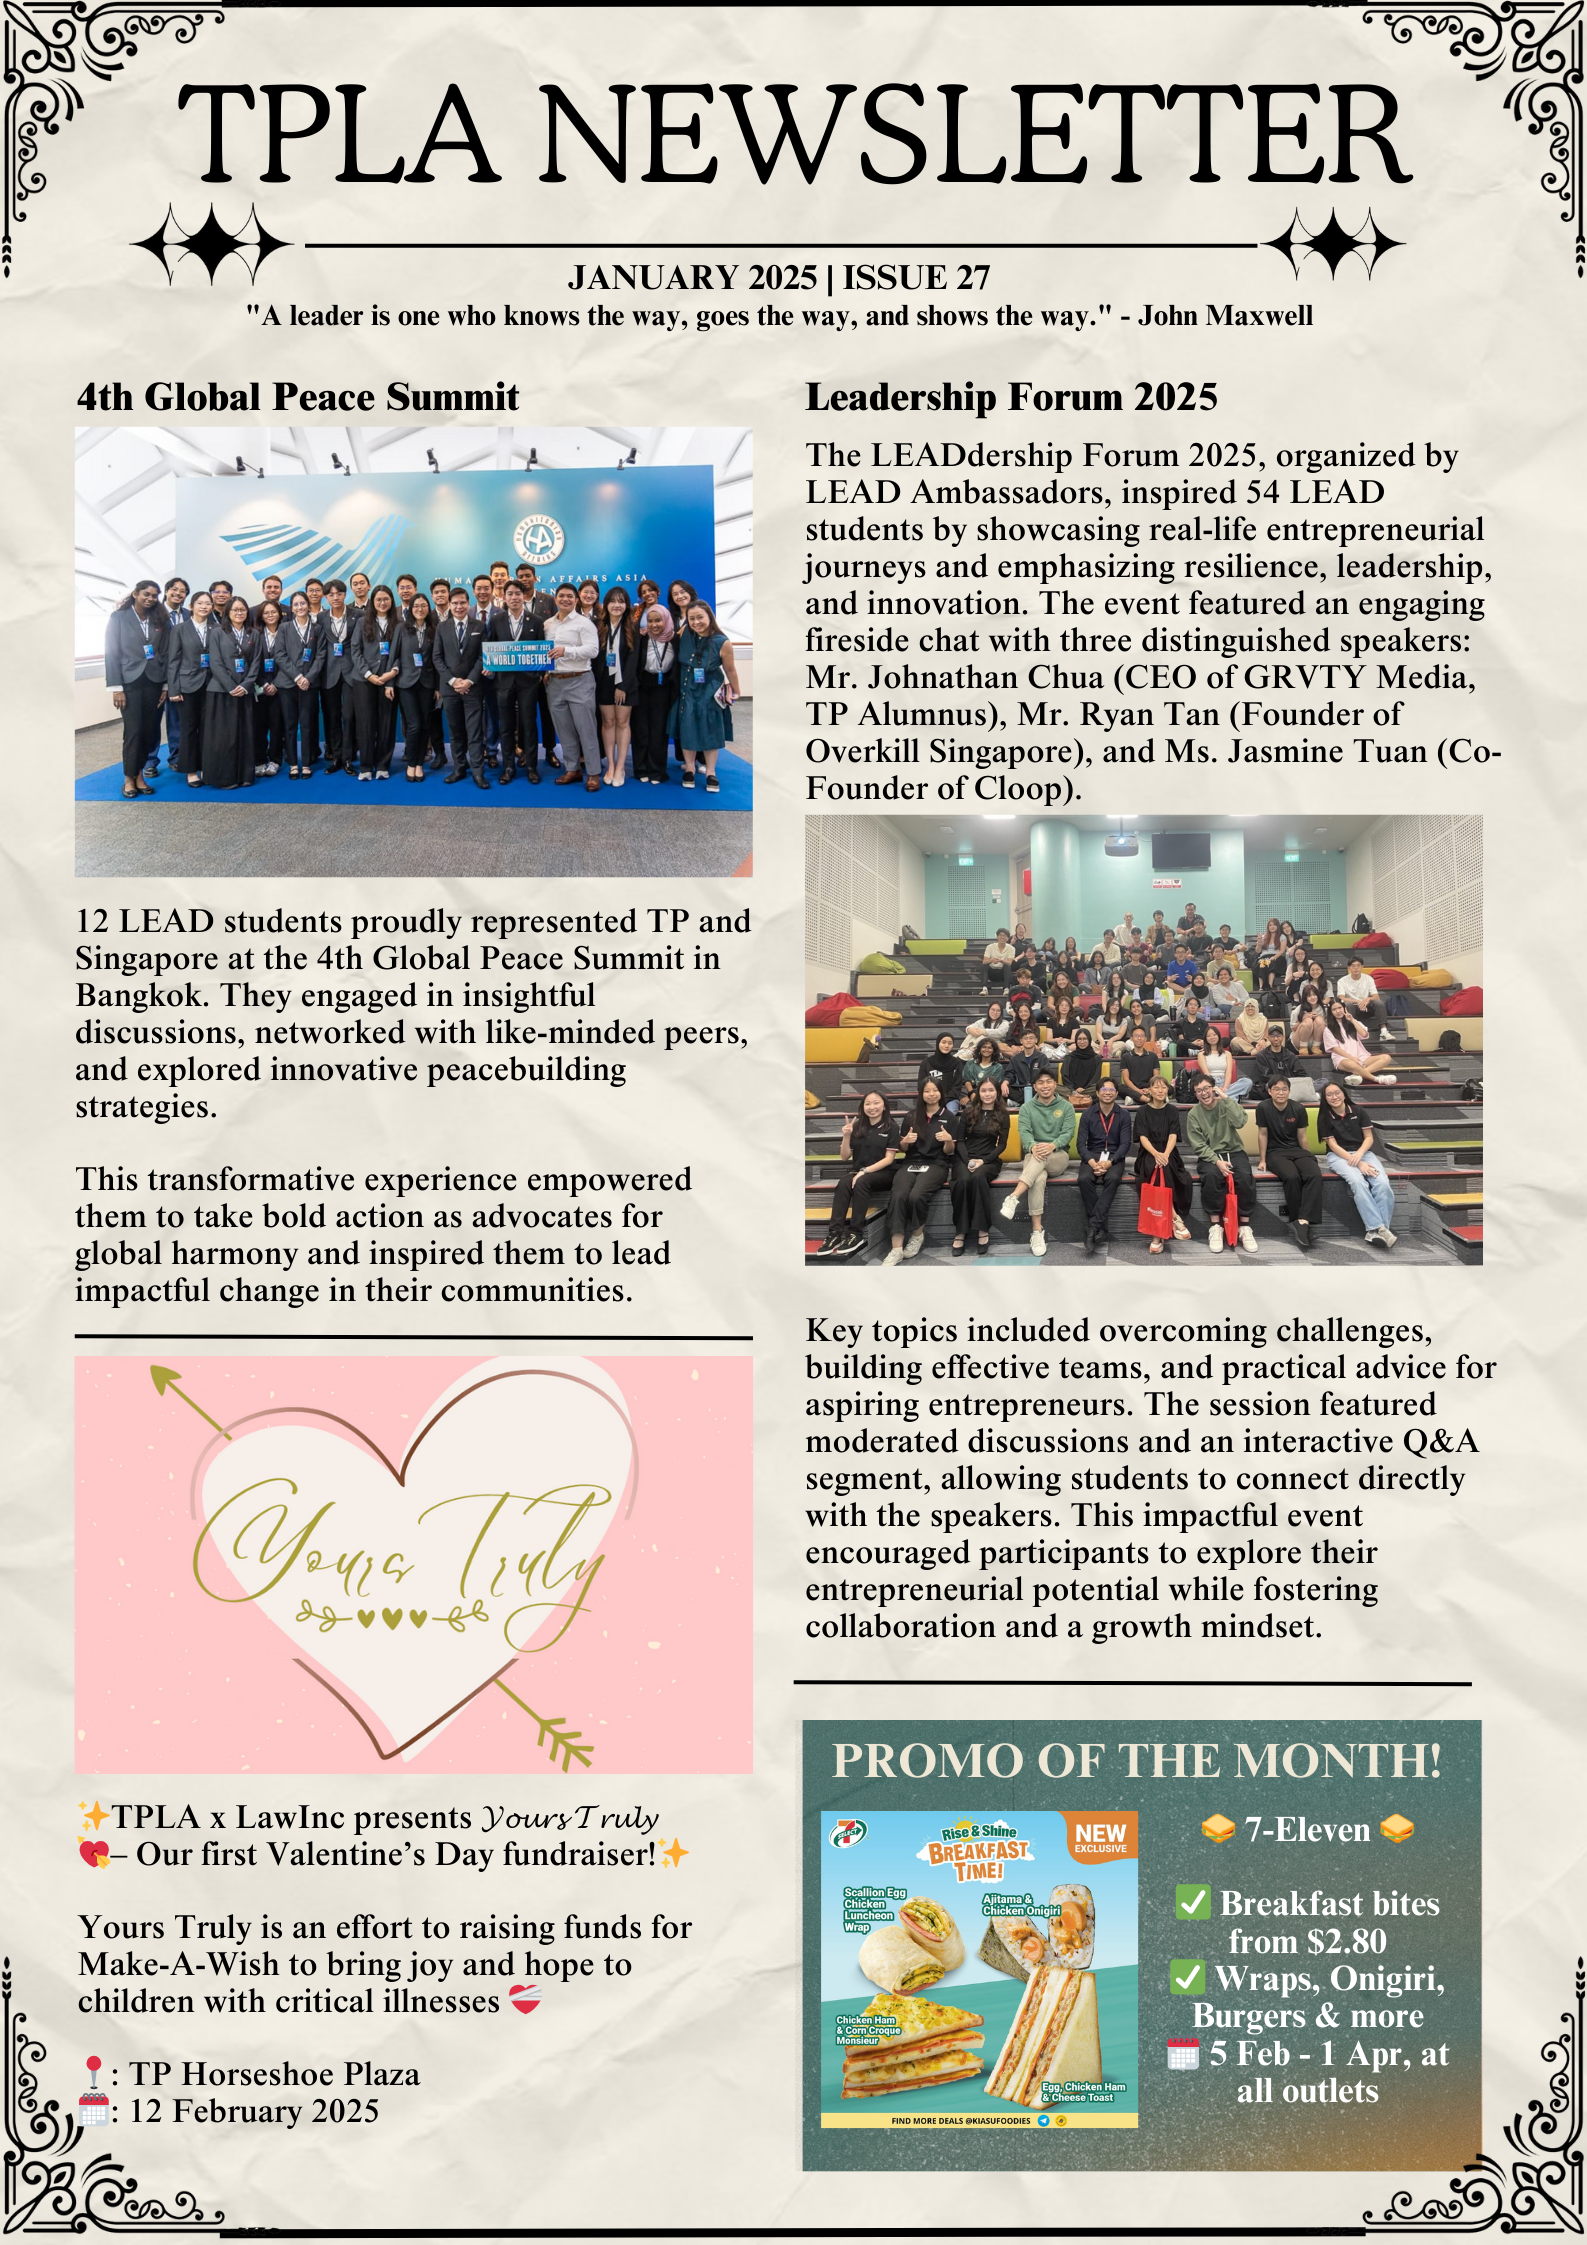 TPLA NEWSLETTER
JANUARY 2025 | ISSUE 27
"A leader is one who knows the way, goes the way, and shows the way." - John Maxwell
4th Global Peace Summit
AFFAIRS ASIA
A WORLD TOGETHER
12 LEAD students proudly represented TP and
Singapore at the 4th Global Peace Summit in
Bangkok. They engaged in insightful
discussions, networked with like-minded peers,
and explored innovative peacebuilding
strategies.
This transformative experience empowered
them to take bold action as advocates for
global harmony and inspired them to lead
impactful change in their communities.
Yours Truly
✨TPLA x LawInc presents 𝒴ℴ𝓊𝓇𝓈 𝒯𝓇𝓊𝓁𝓎
💘– Our first Valentine’s Day fundraiser!✨
Yours Truly is an effort to raising funds for
Make-A-Wish to bring joy and hope to
children with critical illnesses ❤️‍🩹
📍: TP Horseshoe Plaza
🗓️: 12 February 2025
Leadership Forum 2025
The LEADdership Forum 2025, organized by
LEAD Ambassadors, inspired 54 LEAD
students by showcasing real-life entrepreneurial
journeys and emphasizing resilience, leadership,
and innovation. The event featured an engaging
fireside chat with three distinguished speakers:
Mr. Johnathan Chua (CEO of GRVTY Media,
TP Alumnus), Mr. Ryan Tan (Founder of
Overkill Singapore), and Ms. Jasmine Tuan (Co-
Founder of Cloop).
Key topics included overcoming challenges,
building effective teams, and practical advice for
aspiring entrepreneurs. The session featured
moderated discussions and an interactive Q&A
segment, allowing students to connect directly
with the speakers. This impactful event
encouraged participants to explore their
entrepreneurial potential while fostering
collaboration and a growth mindset.
PROMO OF THE MONTH!
7 SELECT
Rise & Shine
BREAKFAST
TIME!
NEW
EXCLUSIVE
Scallion Egg
Chicken
Luncheon
Wrap
Ajitama &
Chicken Onigiri
Chicken Ham
& Corn Croque
Monsieur
Egg, Chicken Ham
& Cheese Toast
FIND MORE DEALS @KIASUFOODIES
🥪 7-Eleven 🥪
✅ Breakfast bites
from $2.80
✅ Wraps, Onigiri,
Burgers & more
🗓️ 5 Feb - 1 Apr, at
all outlets